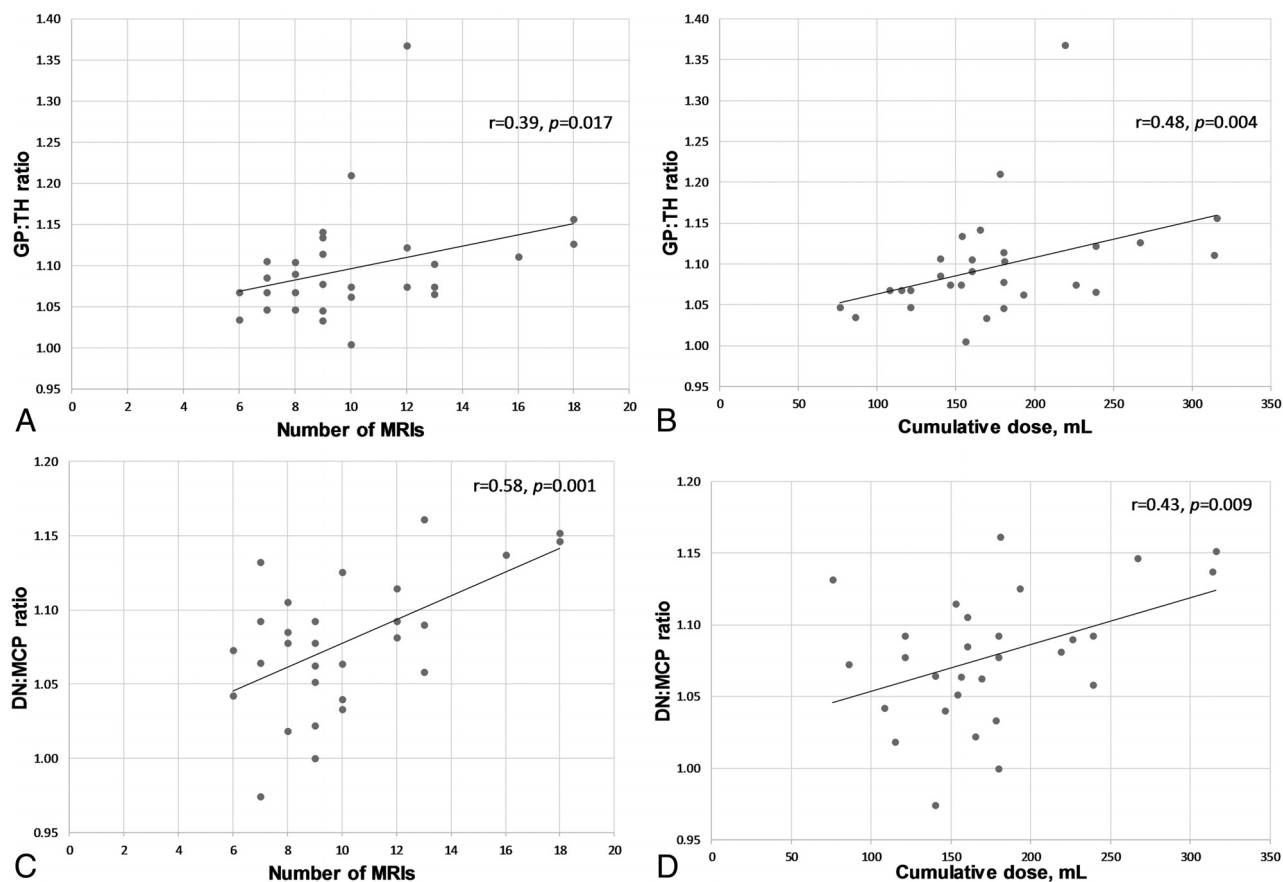 1.40
1.35
1.30
1.25
1.20
1.15
1.10
1.05
1.00
0.95
GP:TH ratio
r=0.39, p=0.017
0 2 4 6 8 10 12 14 16 18 20
A
Number of MRIs
1.40
1.35
1.30
1.25
1.20
1.15
1.10
1.05
1.00
0.95
GP:TH ratio
r=0.48, p=0.004
0 50 100 150 200 250 300 350
B
Cumulative dose, mL
1.20
1.15
1.10
1.05
1.00
0.95
DN:MCP ratio
r=0.58, p=0.001
0 2 4 6 8 10 12 14 16 18 20
C
Number of MRIs
1.20
1.15
1.10
1.05
1.00
0.95
DN:MCP ratio
r=0.43, p=0.009
0 50 100 150 200 250 300 350
D
Cumulative dose, mL